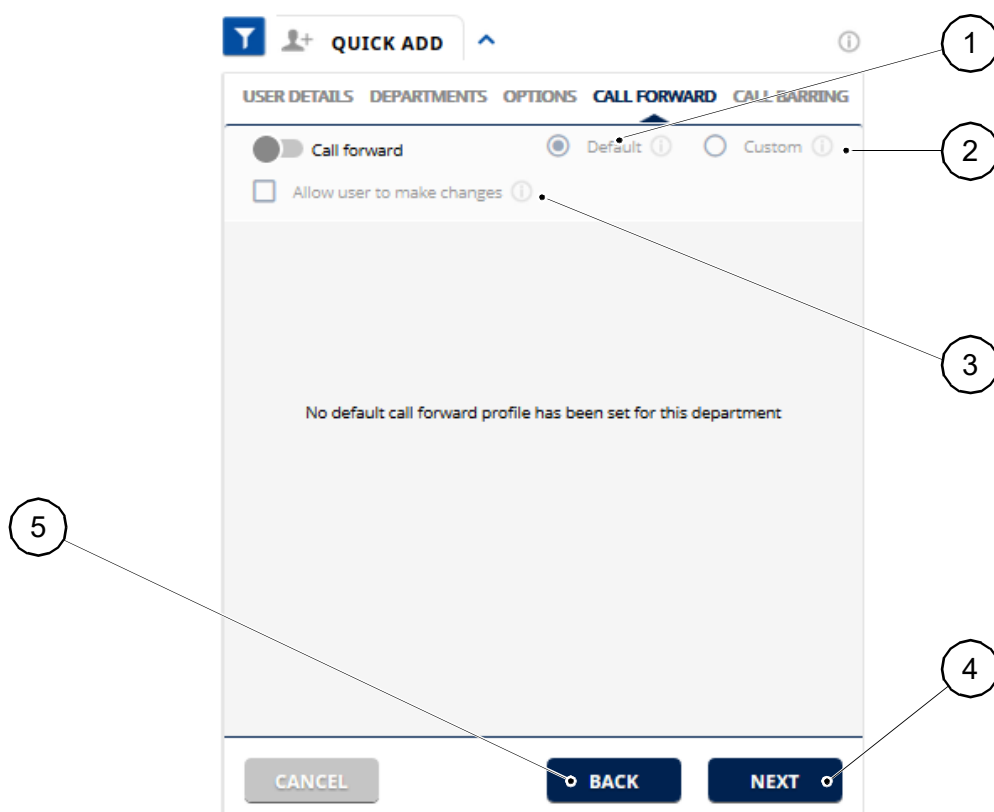 QUICK ADD
1
USER DETAILS DEPARTMENTS OPTIONS CALL FORWARD CALL BARRING
Call forward Default Custom
2
Allow user to make changes
3
No default call forward profile has been set for this department
5
4
CANCEL BACK NEXT